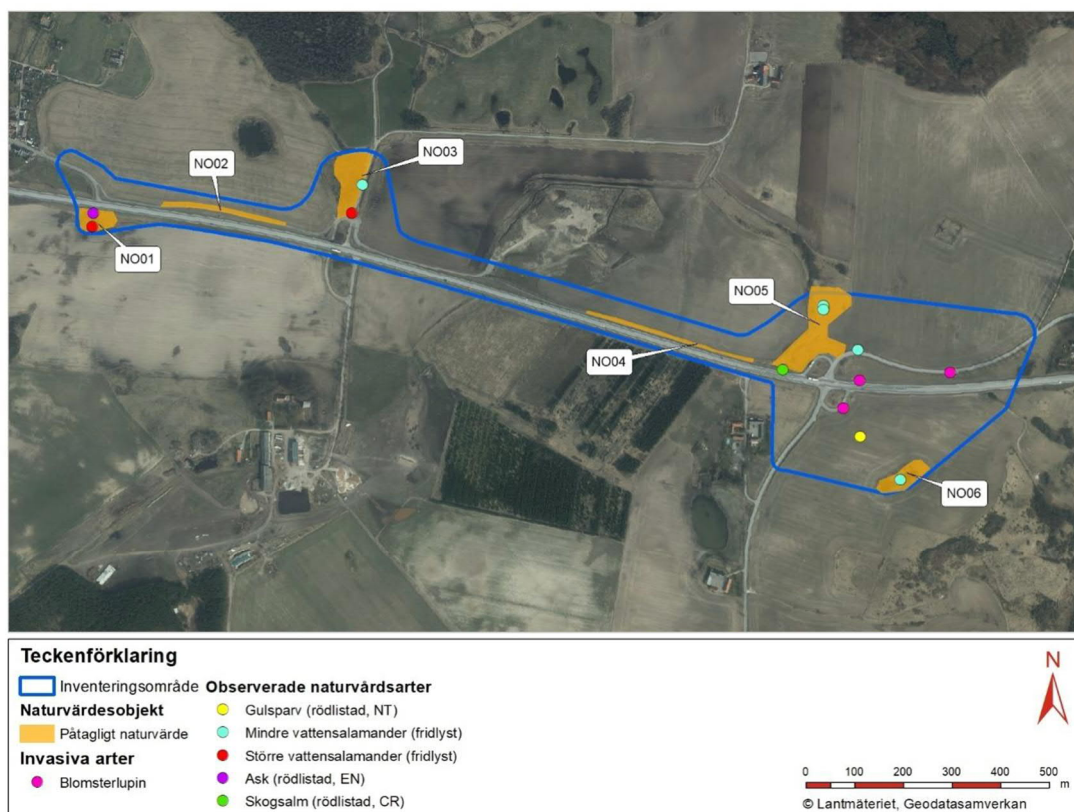 NO02
NO03
NO01
NO05
NO04
NO06
Teckenförklaring
Inventeringsområde
Naturvärdesobjekt
Påtagligt naturvärde
Invasiva arter
Blomsterlupin
Observerade naturvårdsarter
Gulsparv (rödlistad, NT)
Mindre vattensalamander (fridlyst)
Större vattensalamander (fridlyst)
Ask (rödlistad, EN)
Skogsalm (rödlistad, CR)
N
0 100 200 300 400 500
m
© Lantmäteriet, Geodatasamverkan